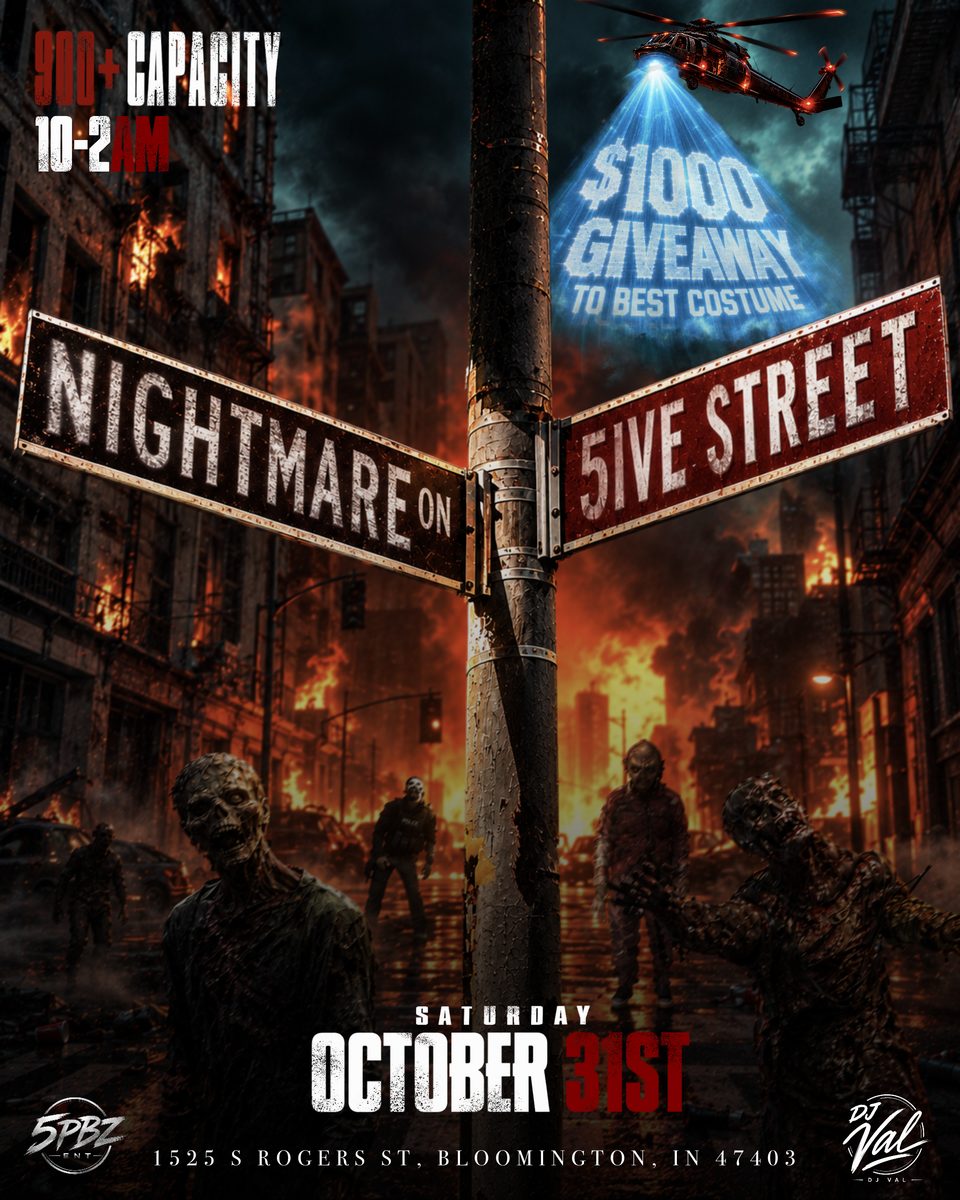 900+ CAPACITY
10-2AM
$1000
GIVEAWAY
TO BEST COSTUME
NIGHTMARE ON
5IVE STREET
SATURDAY
OCTOBER 31ST
5PBZ
ENT
DJ
Val
DJ VAL
1525 S ROGERS ST, BLOOMINGTON, IN 47403